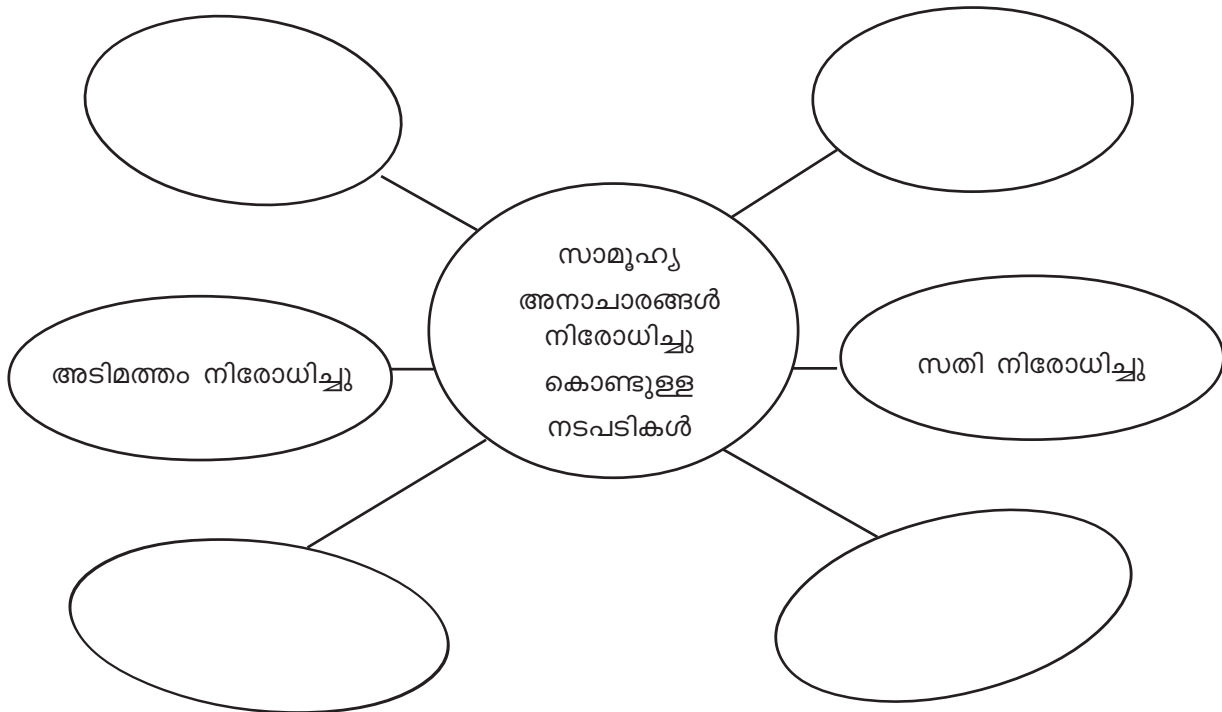 സാമൂഹ്യ
അനാചാരങ്ങൾ
നിരോധിച്ചു
കൊണ്ടുള്ള
നടപടികൾ
അടിമത്തം നിരോധിച്ചു
സതി നിരോധിച്ചു